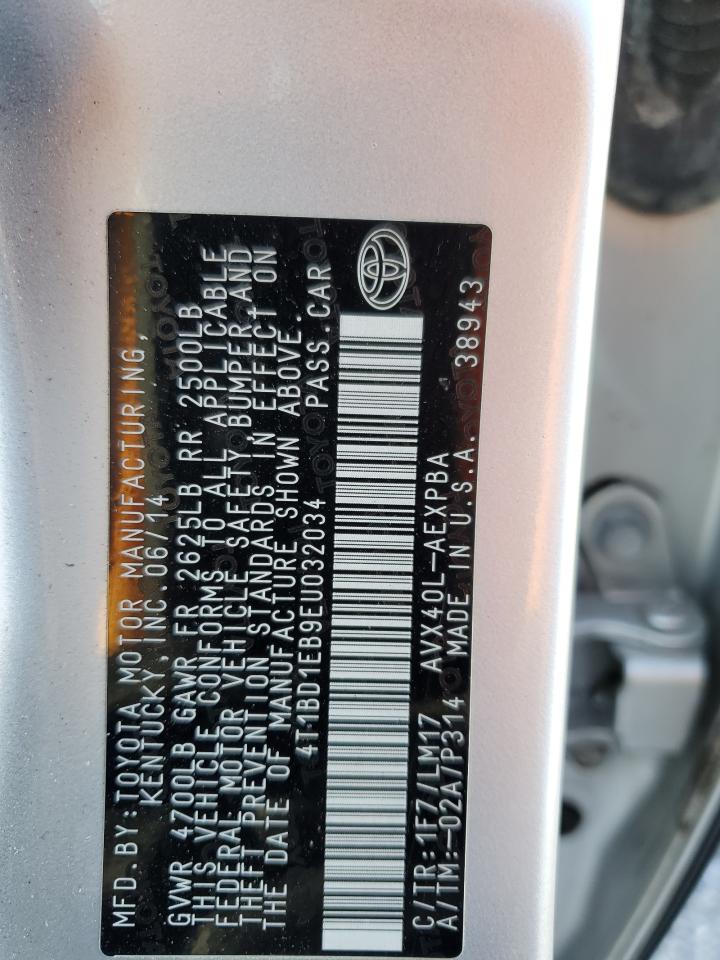 MFD. BY: TOYOTA MOTOR MANUFACTURING,
KENTUCKY, INC. 06/14
GVWR 4700LB GAWR FR 2625LB RR 2500LB
THIS VEHICLE CONFORMS TO ALL APPLICABLE
FEDERAL MOTOR VEHICLE SAFETY, BUMPER, AND
THEFT PREVENTION STANDARDS IN EFFECT ON
THE DATE OF MANUFACTURE SHOWN ABOVE.
4T1BD1EB9EU032034 PASS. CAR
C/TR: 1F7/LM17 AVX40L-AEXPBA
A/TM: -02A/P314 MADE IN U.S.A. 38943